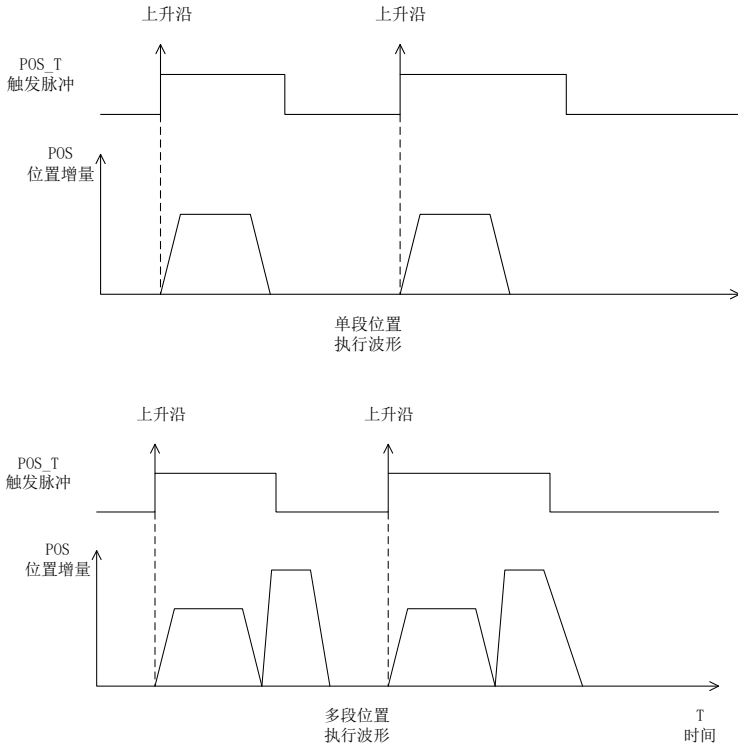 上升沿
上升沿
POS_T
触发脉冲
POS
位置增量
单段位置
执行波形
上升沿
上升沿
POS_T
触发脉冲
POS
位置增量
多段位置
执行波形
T
时间